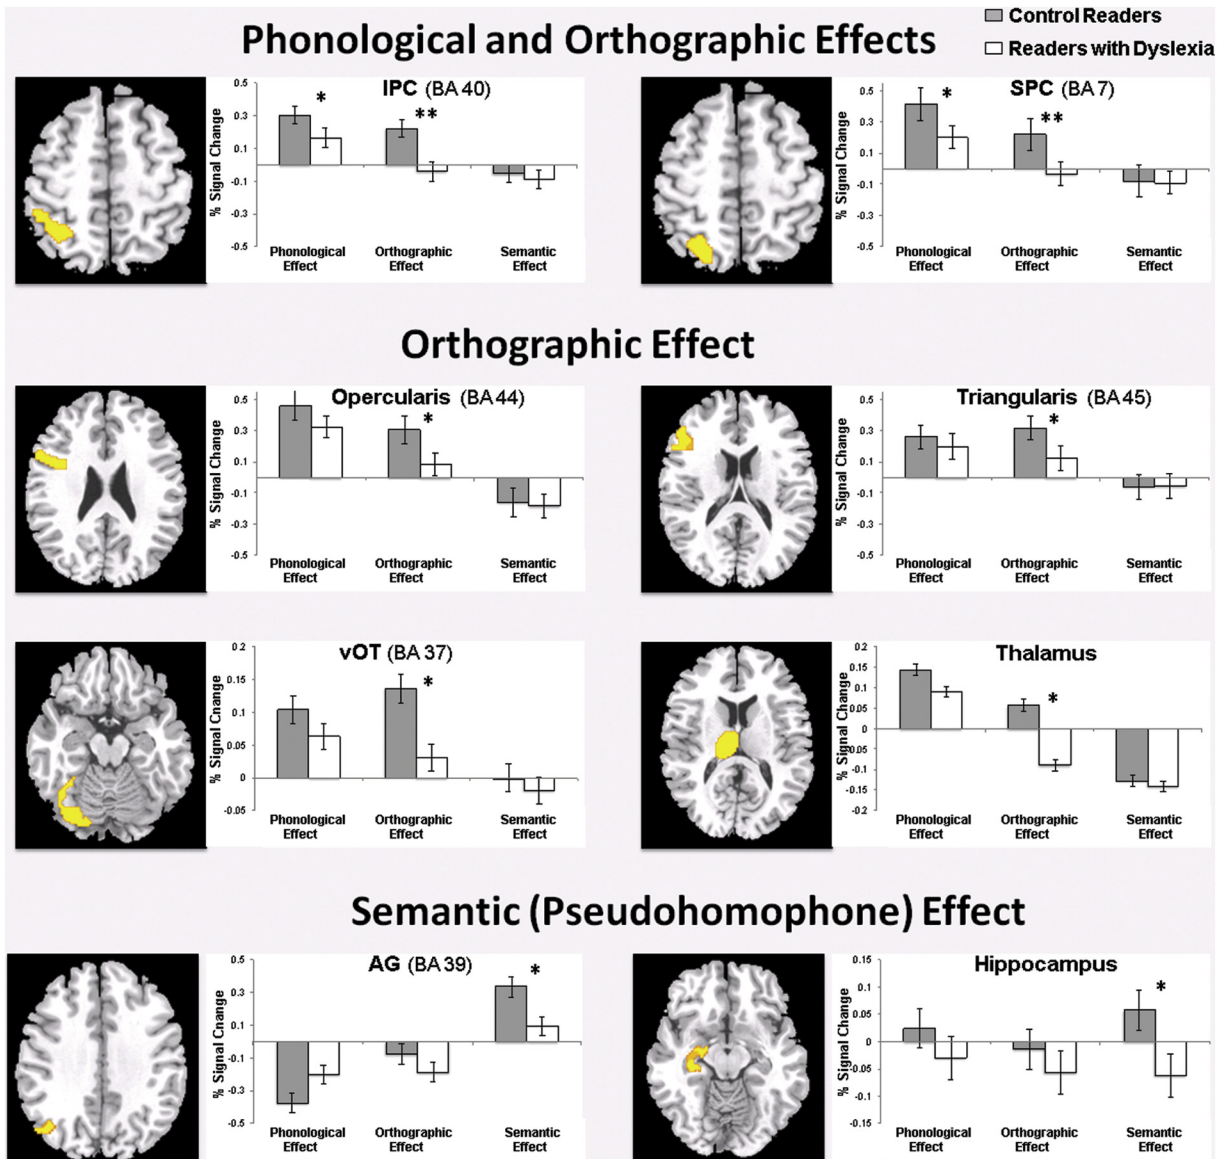 Control Readers
Phonological and Orthographic Effects
Readers with Dyslexia
IPC (BA 40)
% Signal Change
0.5
0.3
0.1
-0.1
-0.3
-0.5
*
**
Phonological Effect
Orthographic Effect
Semantic Effect
SPC (BA 7)
% Signal Change
0.5
0.3
0.1
-0.1
-0.3
-0.5
*
**
Phonological Effect
Orthographic Effect
Semantic Effect
Orthographic Effect
Opercularis (BA 44)
% Signal Change
0.5
0.3
0.1
-0.1
-0.3
-0.5
*
Phonological Effect
Orthographic Effect
Semantic Effect
Triangularis (BA 45)
% Signal Change
0.5
0.3
0.1
-0.1
-0.3
-0.5
*
Phonological Effect
Orthographic Effect
Semantic Effect
vOT (BA 37)
% Signal Cnange
0.2
0.15
0.1
0.05
0
-0.05
*
Phonological Effect
Orthographic Effect
Semantic Effect
Thalamus
% Signal Change
0.2
0.15
0.1
0.05
0
-0.05
-0.1
-0.15
-0.2
*
Phonological Effect
Orthographic Effect
Semantic Effect
Semantic (Pseudohomophone) Effect
AG (BA 39)
% Signal Change
0.5
0.3
0.1
-0.1
-0.3
-0.5
*
Phonological Effect
Orthographic Effect
Semantic Effect
Hippocampus
% Signal Change
0.15
0.1
0.05
0
-0.05
-0.1
-0.15
*
Phonological Effect
Orthographic Effect
Semantic Effect